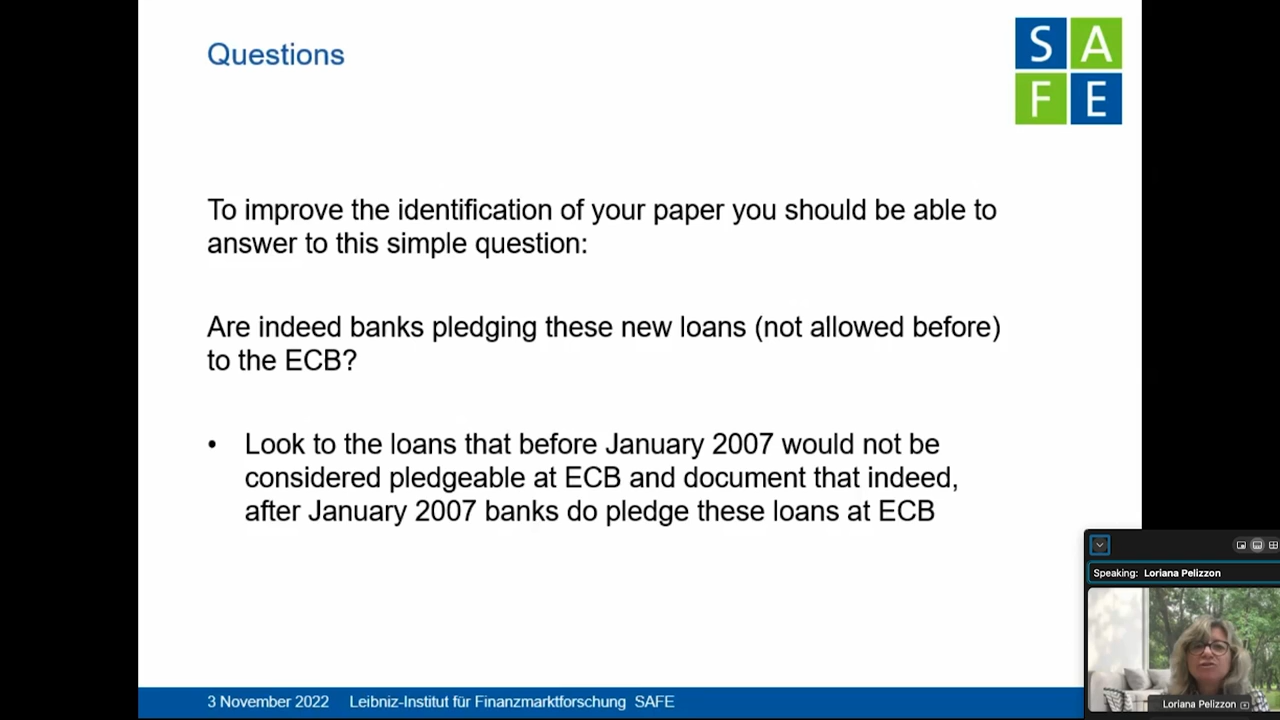 Questions
S A
F E
To improve the identification of your paper you should be able to
answer to this simple question:
Are indeed banks pledging these new loans (not allowed before)
to the ECB?
• Look to the loans that before January 2007 would not be
considered pledgeable at ECB and document that indeed,
after January 2007 banks do pledge these loans at ECB
Speaking: Loriana Pelizzon
Loriana Pelizzon
3 November 2022 Leibniz-Institut für Finanzmarktforschung SAFE